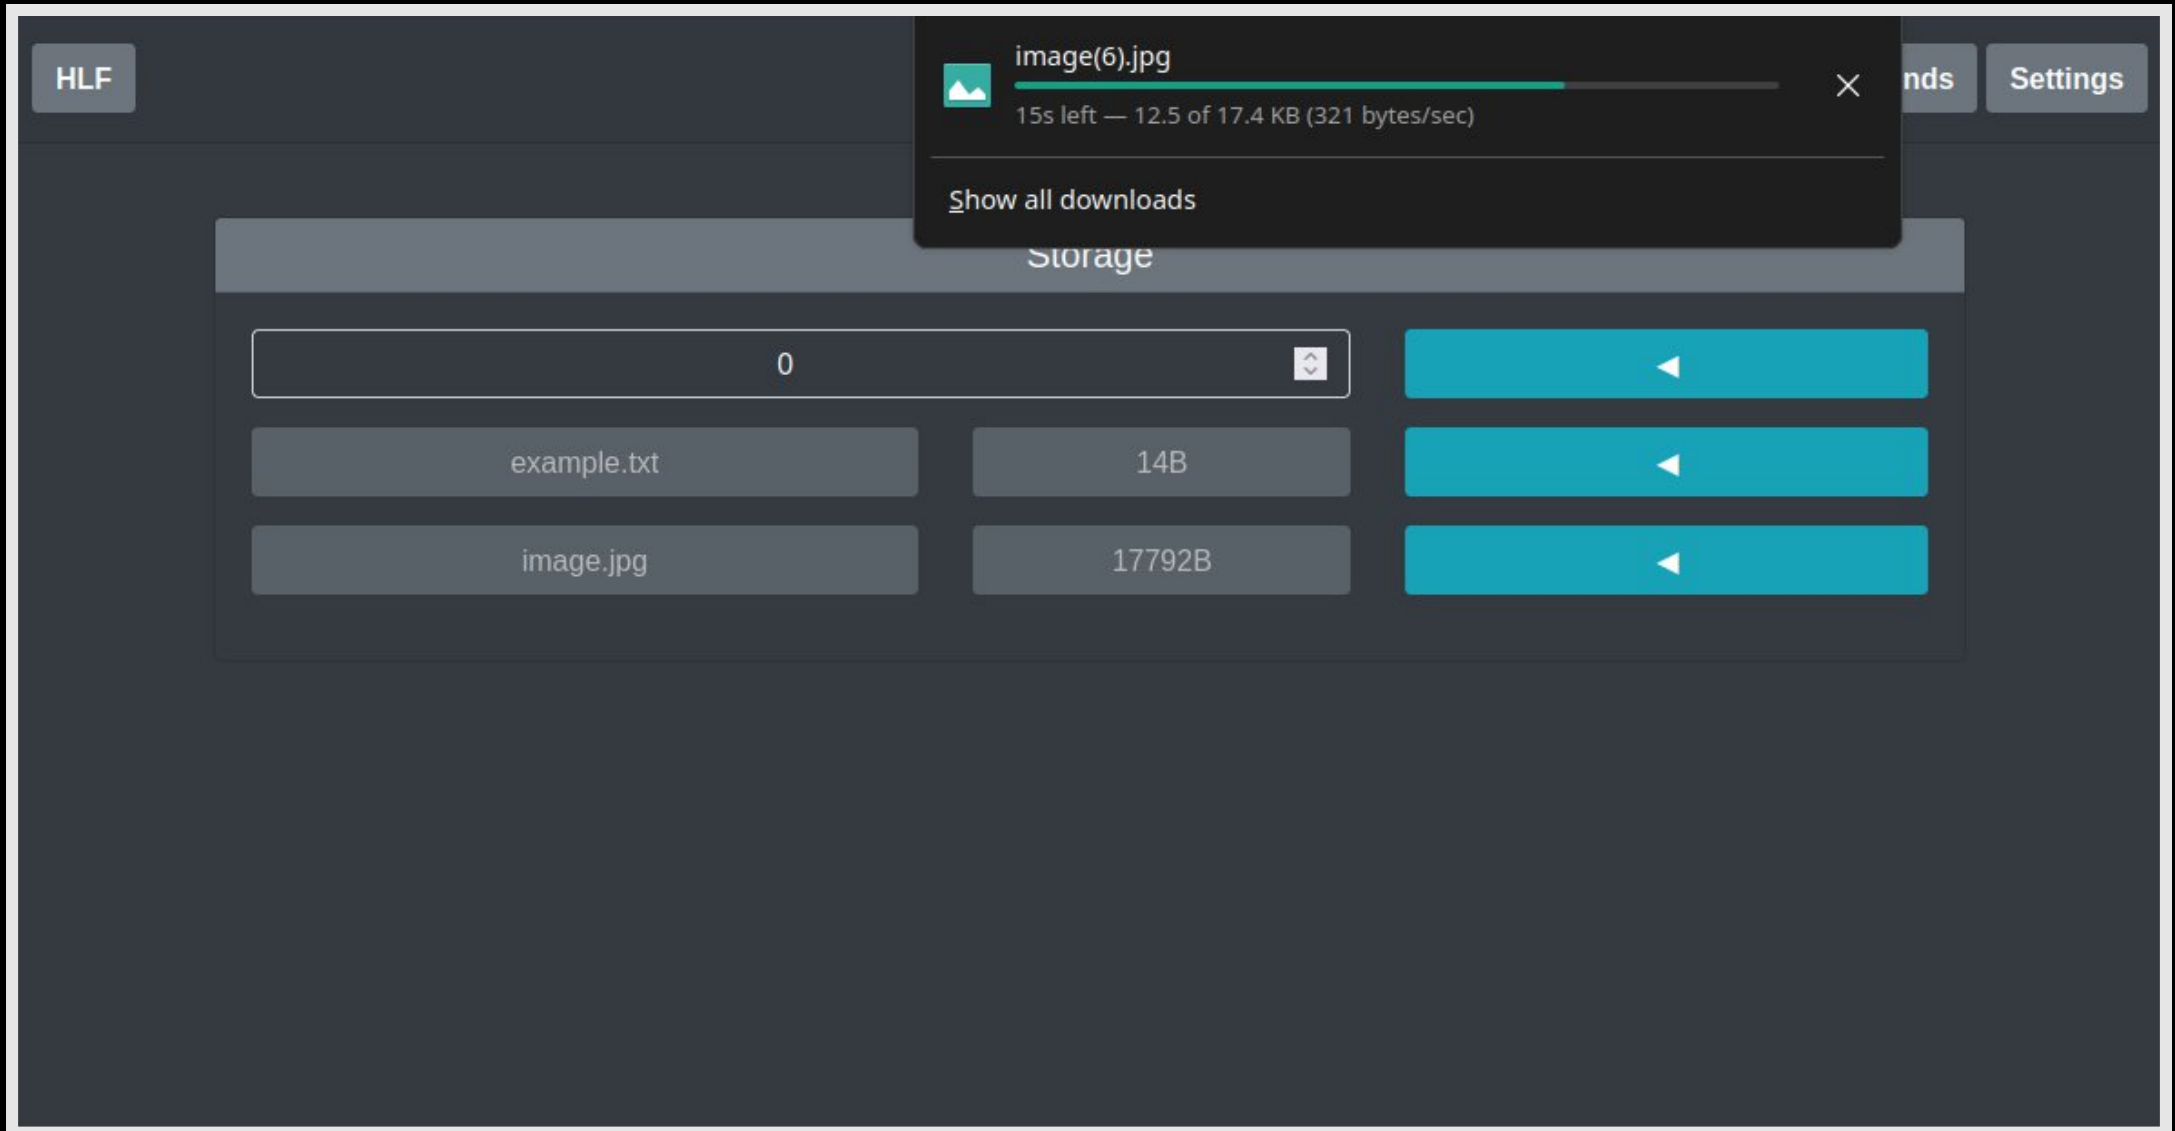 HLF
image(6).jpg
15s left — 12.5 of 17.4 KB (321 bytes/sec)
Show all downloads
nds
Settings
Storage
0
example.txt
14B
image.jpg
17792B